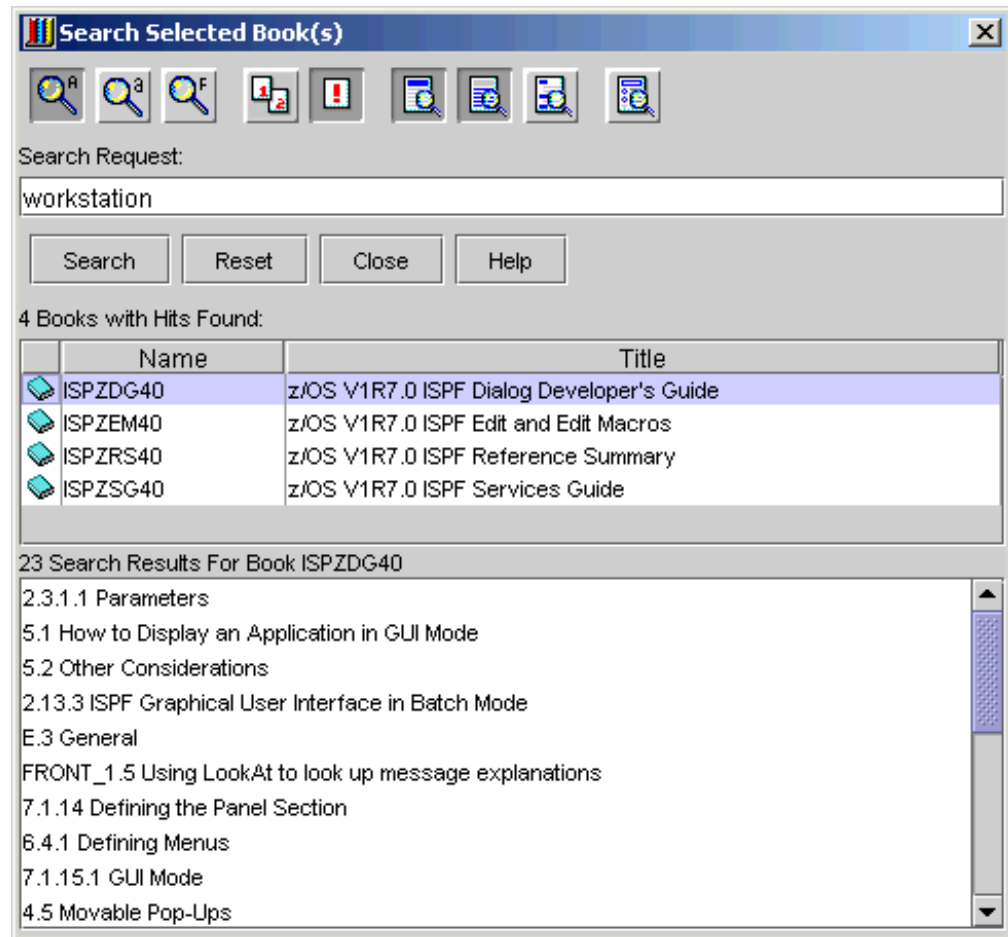 Search Selected Book(s)
A a F 1 2 !
Search Request:
workstation
Search Reset Close Help
4 Books with Hits Found:
Name Title
ISPZDG40 z/OS V1R7.0 ISPF Dialog Developer's Guide
ISPZEM40 z/OS V1R7.0 ISPF Edit and Edit Macros
ISPZRS40 z/OS V1R7.0 ISPF Reference Summary
ISPZSG40 z/OS V1R7.0 ISPF Services Guide
23 Search Results For Book ISPZDG40
2.3.1.1 Parameters
5.1 How to Display an Application in GUI Mode
5.2 Other Considerations
2.13.3 ISPF Graphical User Interface in Batch Mode
E.3 General
FRONT_1.5 Using LookAt to look up message explanations
7.1.14 Defining the Panel Section
6.4.1 Defining Menus
7.1.15.1 GUI Mode
4.5 Movable Pop-Ups